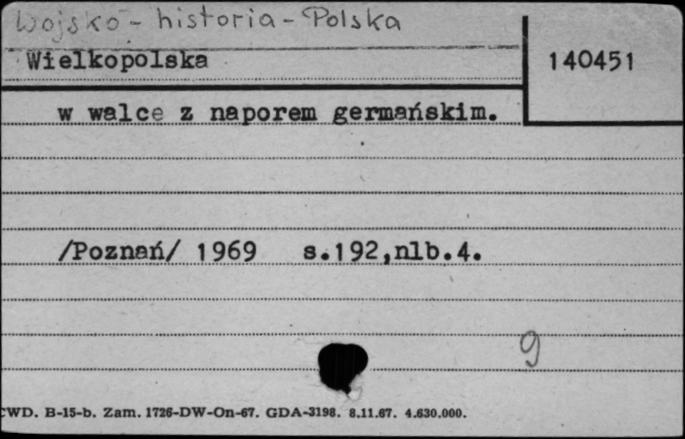 Wojsko - historia - Polska
Wielkopolska
140451
w walce z naporem germańskim.
/Poznań/ 1969 s.192,nlb.4.
9
CWD. B-15-b. Zam. 1726-DW-On-67. GDA-3198. 8.11.67. 4.630.000.